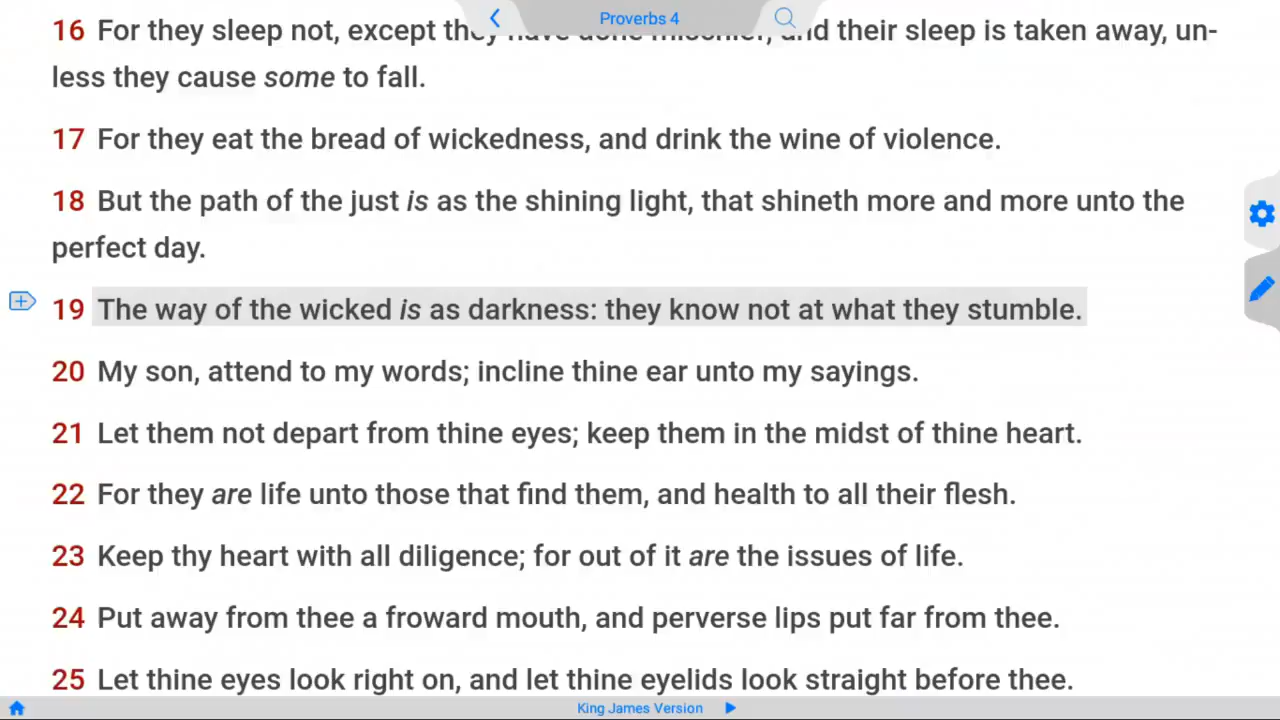 Proverbs 4
16 For they sleep not, except they have done mischief, and their sleep is taken away, un-
less they cause some to fall.
17 For they eat the bread of wickedness, and drink the wine of violence.
18 But the path of the just is as the shining light, that shineth more and more unto the
perfect day.
19 The way of the wicked is as darkness: they know not at what they stumble.
20 My son, attend to my words; incline thine ear unto my sayings.
21 Let them not depart from thine eyes; keep them in the midst of thine heart.
22 For they are life unto those that find them, and health to all their flesh.
23 Keep thy heart with all diligence; for out of it are the issues of life.
24 Put away from thee a froward mouth, and perverse lips put far from thee.
25 Let thine eyes look right on, and let thine eyelids look straight before thee.
King James Version